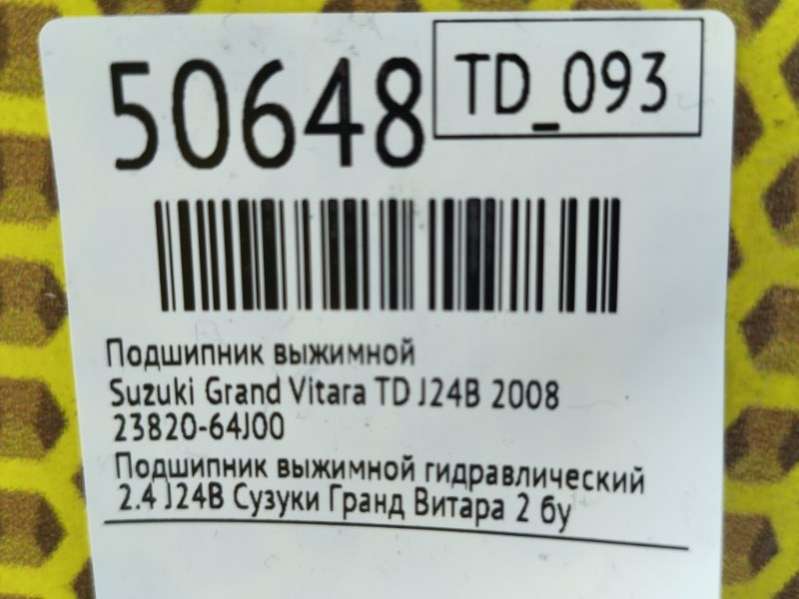 50648
TD_093
Подшипник выжимной
Suzuki Grand Vitara TD J24B 2008
23820-64J00
Подшипник выжимной гидравлический
2.4 J24B Сузуки Гранд Витара 2 бу